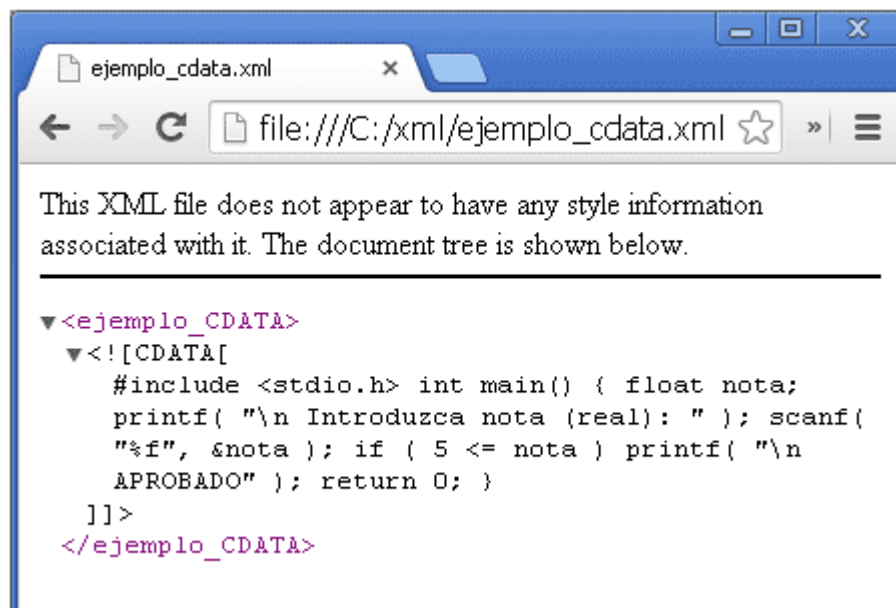 ejemplo_cdata.xml
file:///C:/xml/ejemplo_cdata.xml
This XML file does not appear to have any style information
associated with it. The document tree is shown below.
<ejemplo_CDATA>
<![CDATA[
#include <stdio.h> int main() { float nota;
printf( "\n Introduzca nota (real): " ); scanf(
"%f", &nota ); if ( 5 <= nota ) printf( "\n
APROBADO" ); return 0; }
]]>
</ejemplo_CDATA>